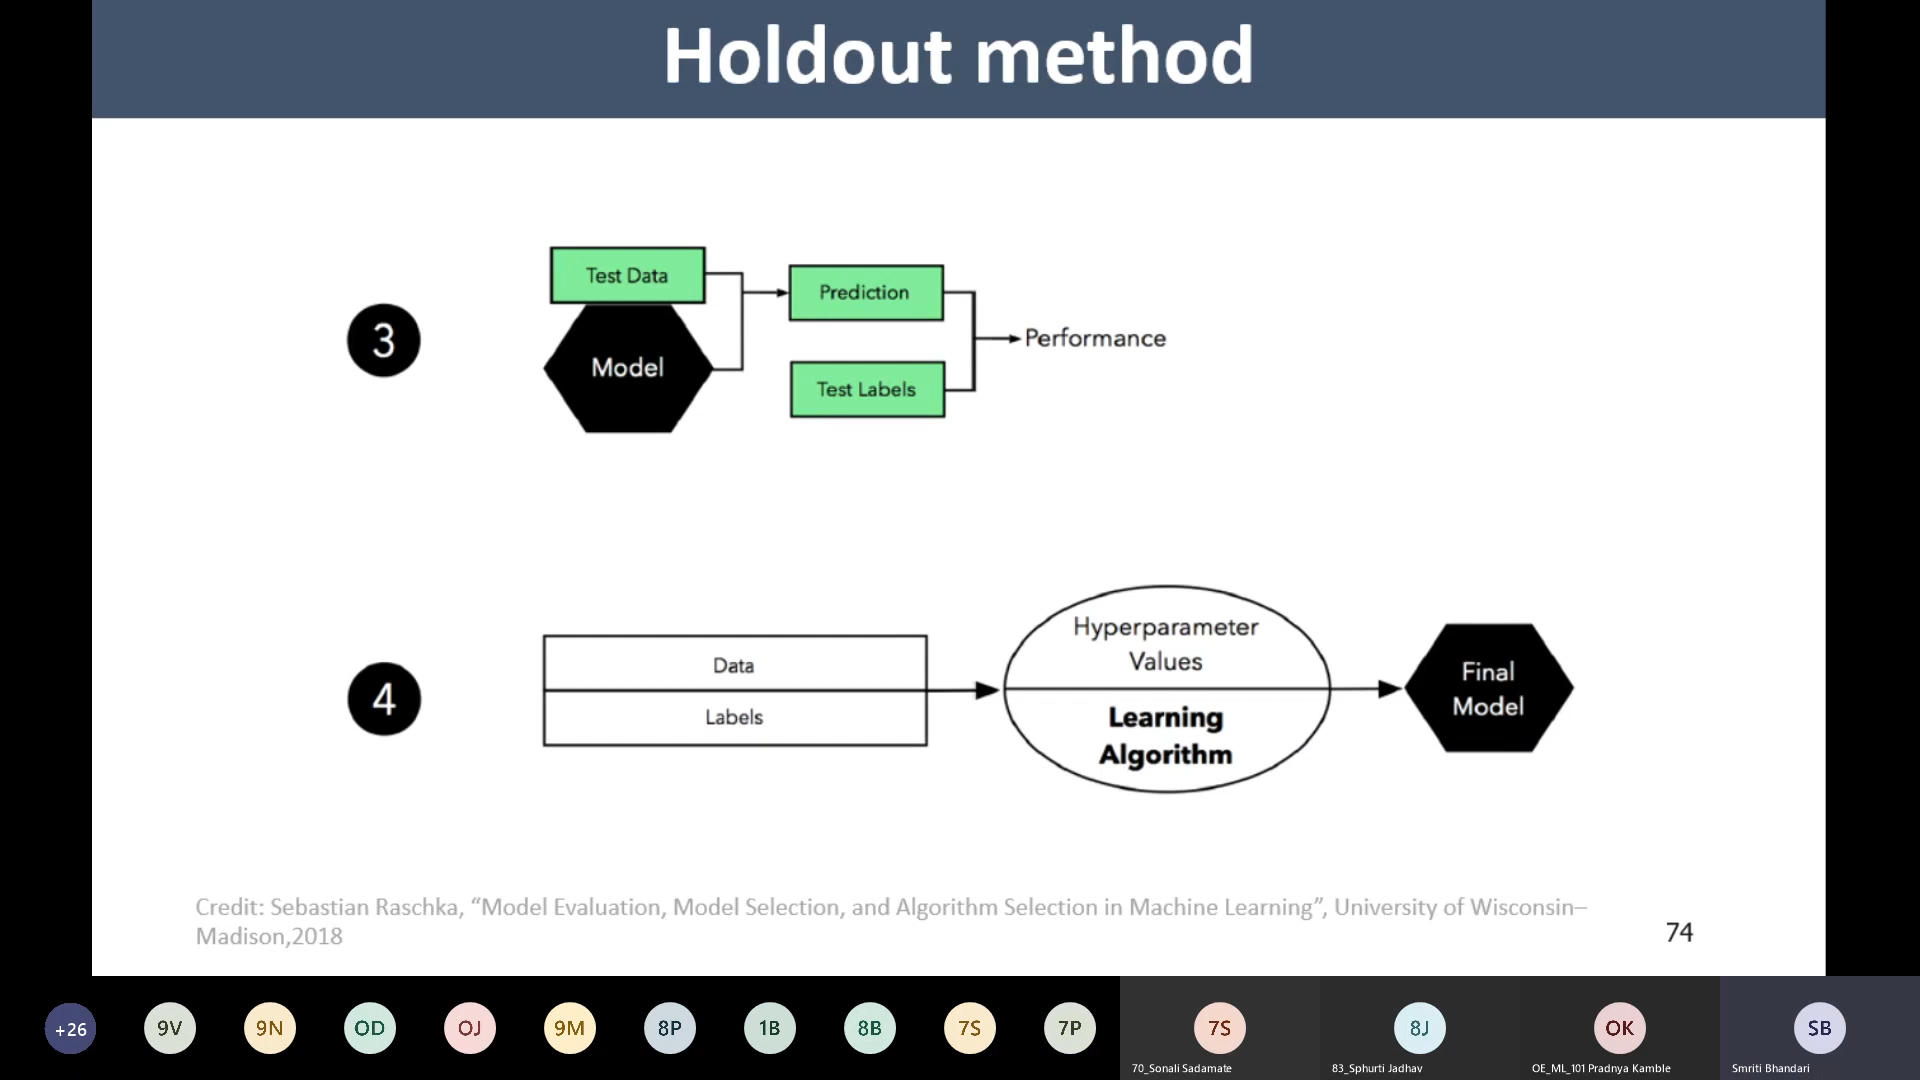 Holdout method
3
Test Data
Model
Prediction
Test Labels
Performance
4
Data
Labels
Hyperparameter
Values
Learning
Algorithm
Final
Model
Credit: Sebastian Raschka, “Model Evaluation, Model Selection, and Algorithm Selection in Machine Learning”, University of Wisconsin–
Madison,2018
74
+26
9V
9N
OD
OJ
9M
8P
1B
8B
7S
7P
7S
70_Sonali Sadamate
8J
83_Sphurti Jadhav
OK
OE_ML_101 Pradnya Kamble
SB
Smriti Bhandari